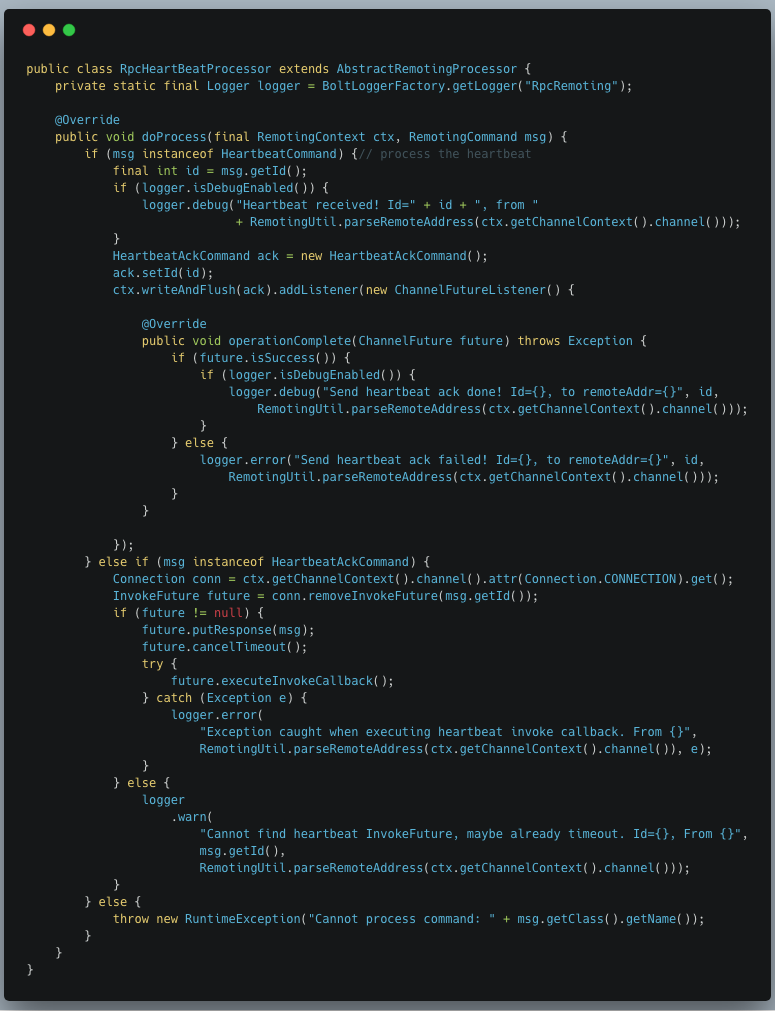 public class RpcHeartBeatProcessor extends AbstractRemotingProcessor {
    private static final Logger logger = BoltLoggerFactory.getLogger("RpcRemoting");

    @Override
    public void doProcess(final RemotingContext ctx, RemotingCommand msg) {
        if (msg instanceof HeartbeatCommand) {// process the heartbeat
            final int id = msg.getId();
            if (logger.isDebugEnabled()) {
                logger.debug("Heartbeat received! Id=" + id + ", from "
                             + RemotingUtil.parseRemoteAddress(ctx.getChannelContext().channel()));
            }
            HeartbeatAckCommand ack = new HeartbeatAckCommand();
            ack.setId(id);
            ctx.writeAndFlush(ack).addListener(new ChannelFutureListener() {

                @Override
                public void operationComplete(ChannelFuture future) throws Exception {
                    if (future.isSuccess()) {
                        if (logger.isDebugEnabled()) {
                            logger.debug("Send heartbeat ack done! Id={}, to remoteAddr={}", id,
                                RemotingUtil.parseRemoteAddress(ctx.getChannelContext().channel()));
                        }
                    } else {
                        logger.error("Send heartbeat ack failed! Id={}, to remoteAddr={}", id,
                            RemotingUtil.parseRemoteAddress(ctx.getChannelContext().channel()));
                    }
                }

            });
        } else if (msg instanceof HeartbeatAckCommand) {
            Connection conn = ctx.getChannelContext().channel().attr(Connection.CONNECTION).get();
            InvokeFuture future = conn.removeInvokeFuture(msg.getId());
            if (future != null) {
                future.putResponse(msg);
                future.cancelTimeout();
                try {
                    future.executeInvokeCallback();
                } catch (Exception e) {
                    logger.error(
                        "Exception caught when executing heartbeat invoke callback. From {}",
                        RemotingUtil.parseRemoteAddress(ctx.getChannelContext().channel()), e);
                }
            } else {
                logger
                    .warn(
                        "Cannot find heartbeat InvokeFuture, maybe already timeout. Id={}, From {}",
                        msg.getId(),
                        RemotingUtil.parseRemoteAddress(ctx.getChannelContext().channel()));
            }
        } else {
            throw new RuntimeException("Cannot process command: " + msg.getClass().getName());
        }
    }
}